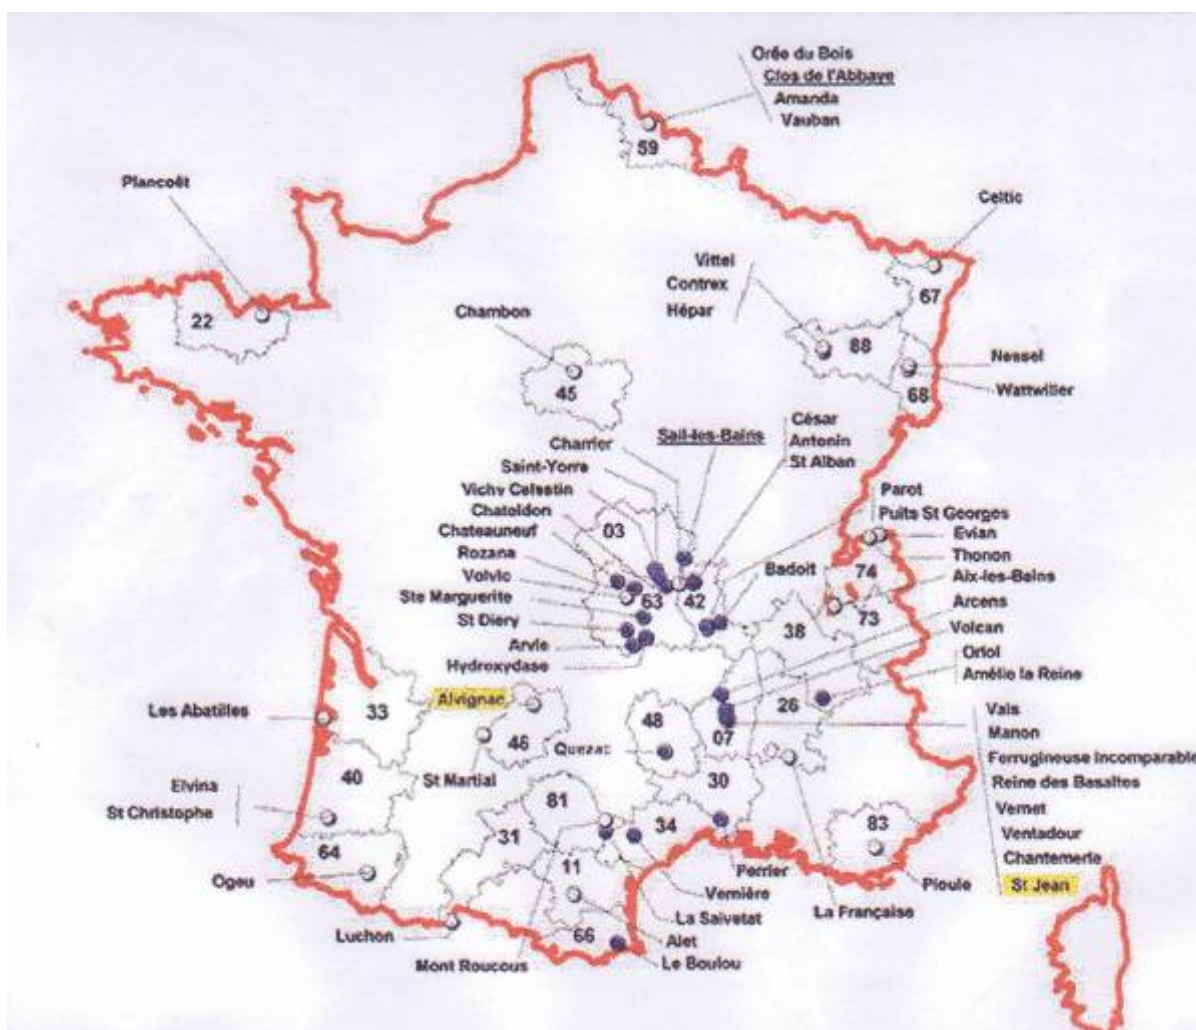 Orée du Bois
Clos de l'Abbaye
Amanda
Vauban
59
Plancoët
Celtic
Vittel
Contrex
Hépar
67
22
Chambon
88
Nessel
45
68
Wattwiller
César
Antonin
St Alban
Sail-les-Bains
Charrier
Saint-Yorre
Vichy Celestin
Chateldon
Chateauneuf
Rozana
Volvic
Ste Marguerite
St Diery
Arvie
Hydroxydase
03
63
42
Parot
Puits St Georges
Evian
Thonon
Aix-les-Bains
Badoit
74
73
38
Arcens
Volcan
Oriol
Amélie la Reine
Alvignac
Les Abatilles
33
46
48
07
26
Quezac
St Martial
Vals
Manon
Ferrugineuse Incomparable
Reine des Basaltes
Vernet
Ventadour
Chantemerle
St Jean
Elvina
St Christophe
40
81
30
31
34
83
64
11
Ogeu
Perrier
Vernière
Pioule
La Salvetat
La Française
Luchon
66
Alet
Mont Roucous
Le Boulou